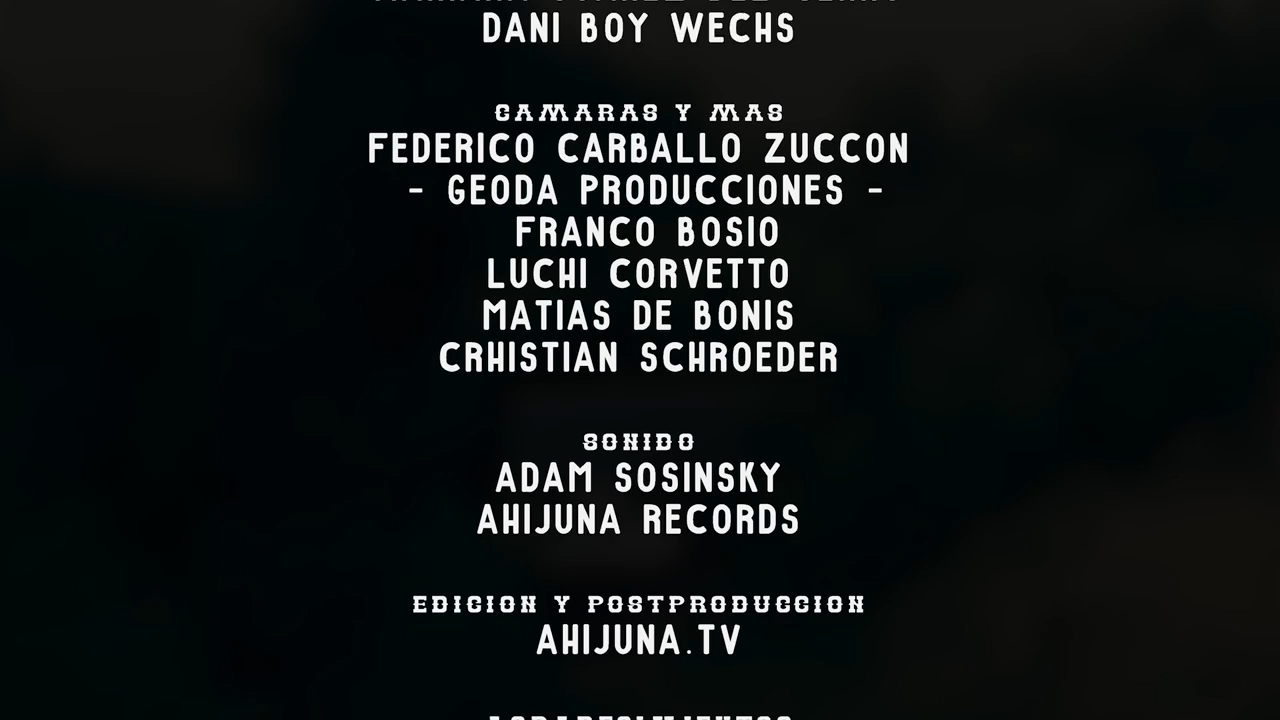 DANI BOY WECHS
CAMARAS Y MAS
FEDERICO CARBALLO ZUCCON
- GEODA PRODUCCIONES -
FRANCO BOSIO
LUCHI CORVETTO
MATIAS DE BONIS
CRHISTIAN SCHROEDER
SONIDO
ADAM SOSINSKY
AHIJUNA RECORDS
EDICION Y POSTPRODUCCION
AHIJUNA.TV